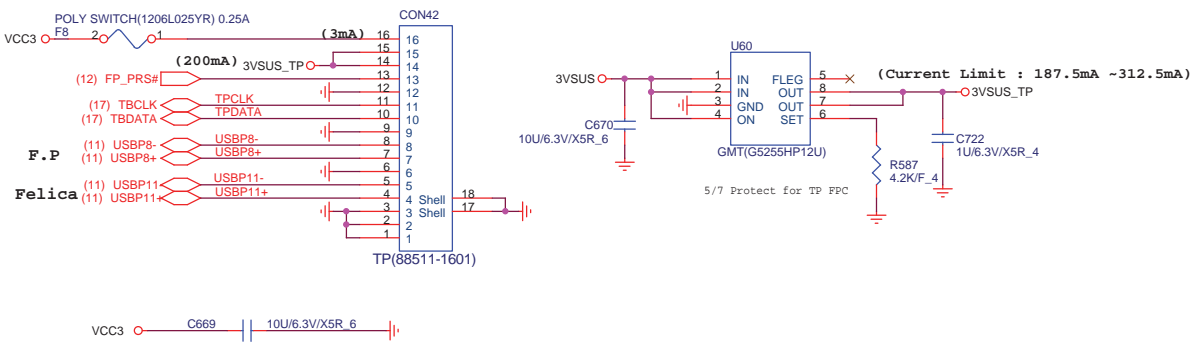 POLY SWITCH(1206L025YR) 0.25A
CON42
VCC3
F8
2
1
(3mA)
16
16
15
15
(200mA)
3VSUS_TP
14
14
(12) FP_PRS#
13
13
12
12
(17) TBCLK
TPCLK
11
11
(17) TBDATA
TPDATA
10
10
9
9
F.P
(11) USBP8-
USBP8-
8
8
(11) USBP8+
USBP8+
7
7
6
6
Felica
(11) USBP11-
USBP11-
5
5
(11) USBP11+
USBP11+
4
4
Shell
18
3
3
Shell
17
2
2
1
1
TP(88511-1601)
U60
3VSUS
1
IN
FLEG
5
(Current Limit : 187.5mA ~312.5mA)
2
IN
OUT
8
3VSUS_TP
3
GND
OUT
7
4
ON
SET
6
C670
10U/6.3V/X5R_6
GMT(G5255HP12U)
C722
1U/6.3V/X5R_4
R587
4.2K/F_4
5/7 Protect for TP FPC
VCC3
C669
10U/6.3V/X5R_6